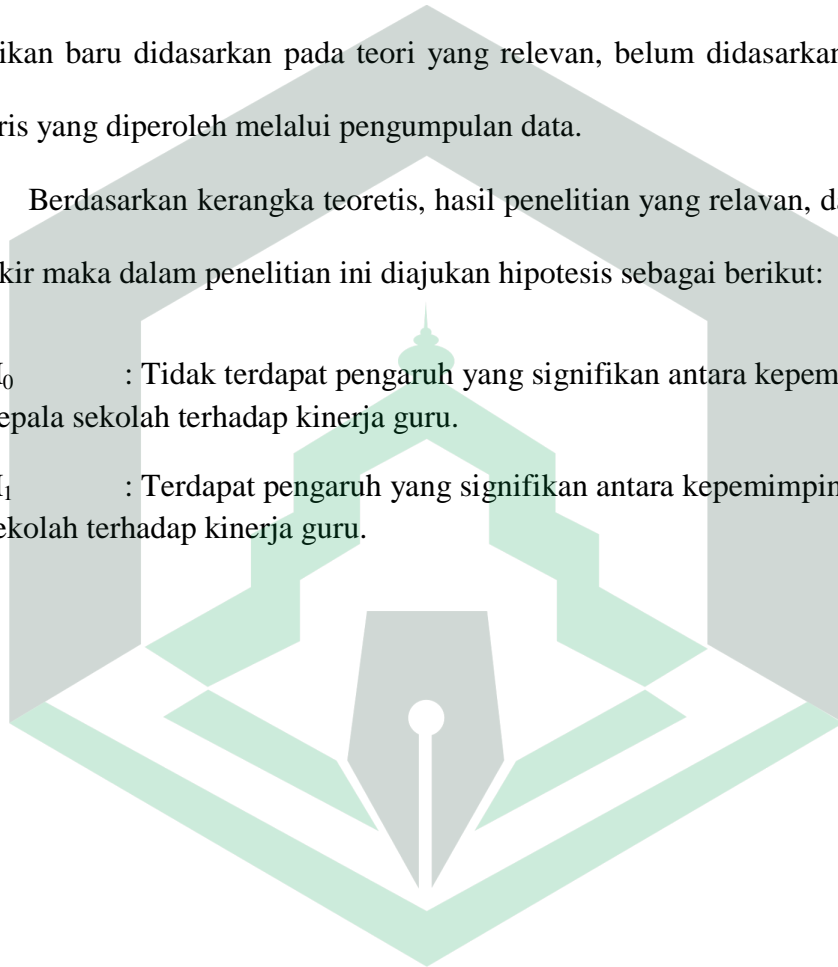 ikan baru didasarkan pada teori yang relevan, belum didasarkan
ris yang diperoleh melalui pengumpulan data.
Berdasarkan kerangka teoretis, hasil penelitian yang relavan, da
kir maka dalam penelitian ini diajukan hipotesis sebagai berikut:
H₀ : Tidak terdapat pengaruh yang signifikan antara kepem
epala sekolah terhadap kinerja guru.
H₁ : Terdapat pengaruh yang signifikan antara kepemimpin
ekolah terhadap kinerja guru.